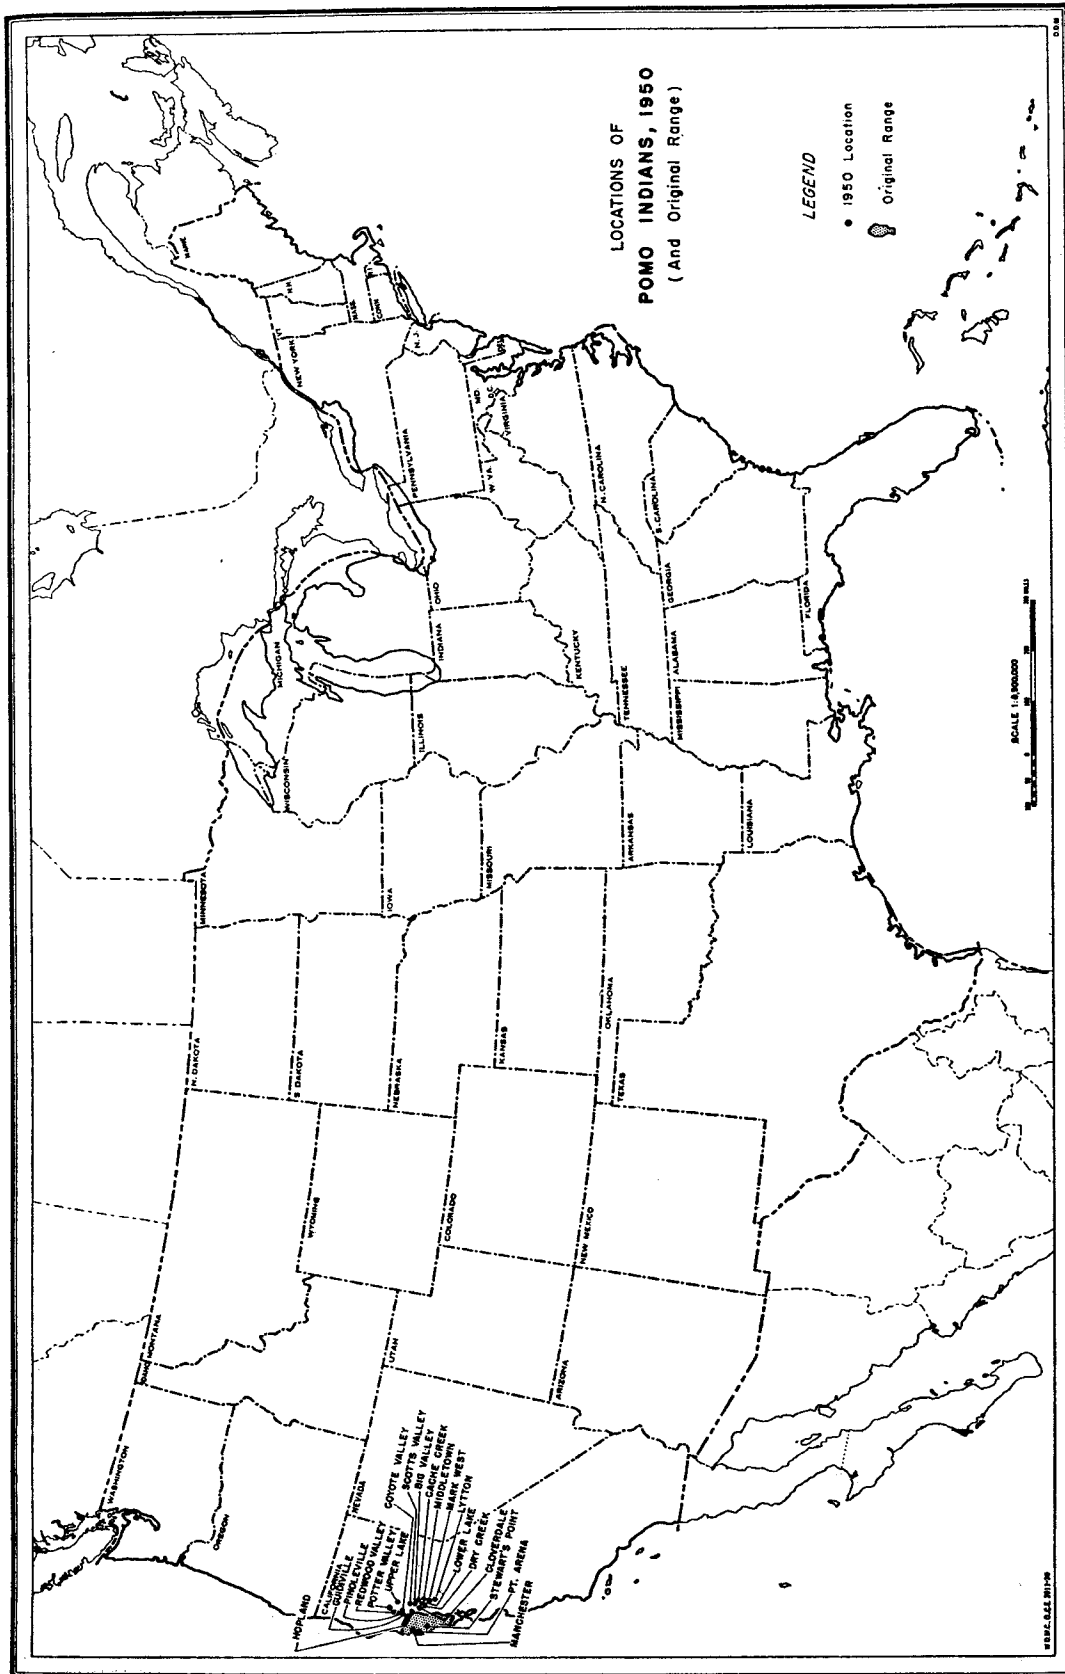 LOCATIONS OF
POMO INDIANS, 1950
(And Original Range)
LEGEND
1950 Location
Original Range
WASHINGTON
OREGON
IDAHO
MONTANA
N. DAKOTA
MINNESOTA
WISCONSIN
MICHIGAN
S. DAKOTA
WYOMING
NEBRASKA
IOWA
ILLINOIS
INDIANA
OHIO
PENNSYLVANIA
NEW YORK
VT.
N.H.
MAINE
MASS.
CONN.
R.I.
N. J.
DEL.
MD.
D.C.
VIRGINIA
W. VA.
NEVADA
UTAH
COLORADO
KANSAS
MISSOURI
KENTUCKY
CALIFORNIA
ARIZONA
NEW MEXICO
TEXAS
OKLAHOMA
ARKANSAS
TENNESSEE
N. CAROLINA
S. CAROLINA
GEORGIA
ALABAMA
MISSISSIPPI
LOUISIANA
FLORIDA
HOPLAND
GUIDIVILLE
PINOLEVILLE
REDWOOD VALLEY
POTTER VALLEY
UPPER LAKE
COYOTE VALLEY
SCOTTS VALLEY
BIG VALLEY
CACHE CREEK
MIDDLETOWN
MARK WEST
LYTTON
LOWER LAKE
DRY CREEK
CLOVERDALE
STEWART'S POINT
PT. ARENA
MANCHESTER
SCALE 1:8,900,000